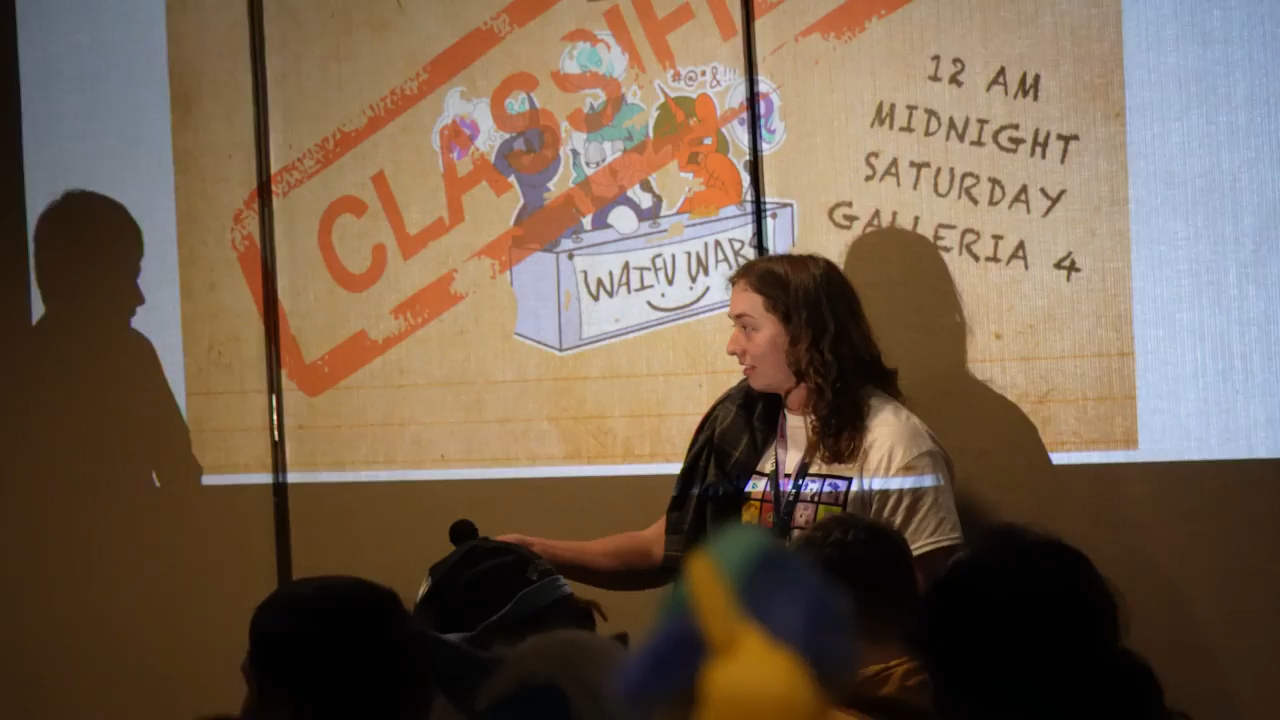 CLASSIFI
#@*&!!!
12 AM
MIDNIGHT
SATURDAY
GALLERIA 4
WAIFU WARS